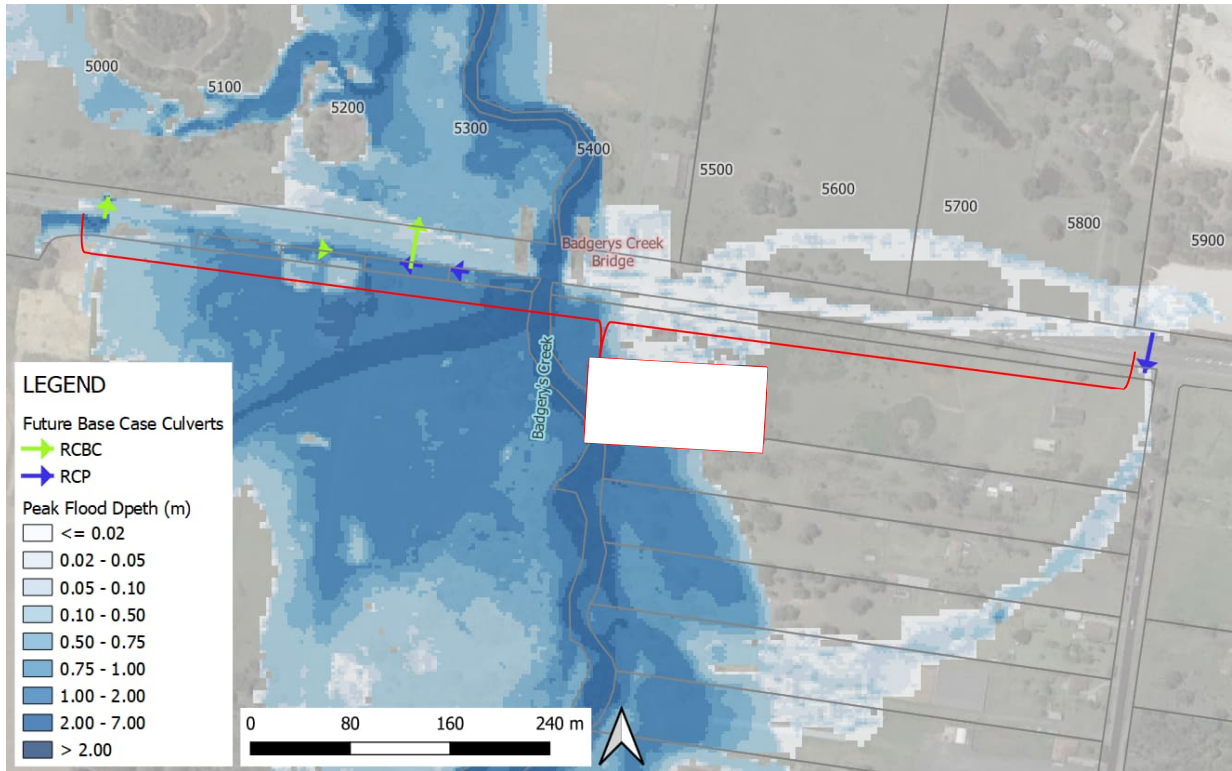 5000
5100
5200
5300
5400
5500
5600
5700
5800
5900
Badgerys Creek
Bridge
Badgery's Creek
LEGEND
Future Base Case Culverts
RCBC
RCP
Peak Flood Dpeth (m)
<= 0.02
0.02 - 0.05
0.05 - 0.10
0.10 - 0.50
0.50 - 0.75
0.75 - 1.00
1.00 - 2.00
2.00 - 7.00
> 2.00
0 80 160 240 m